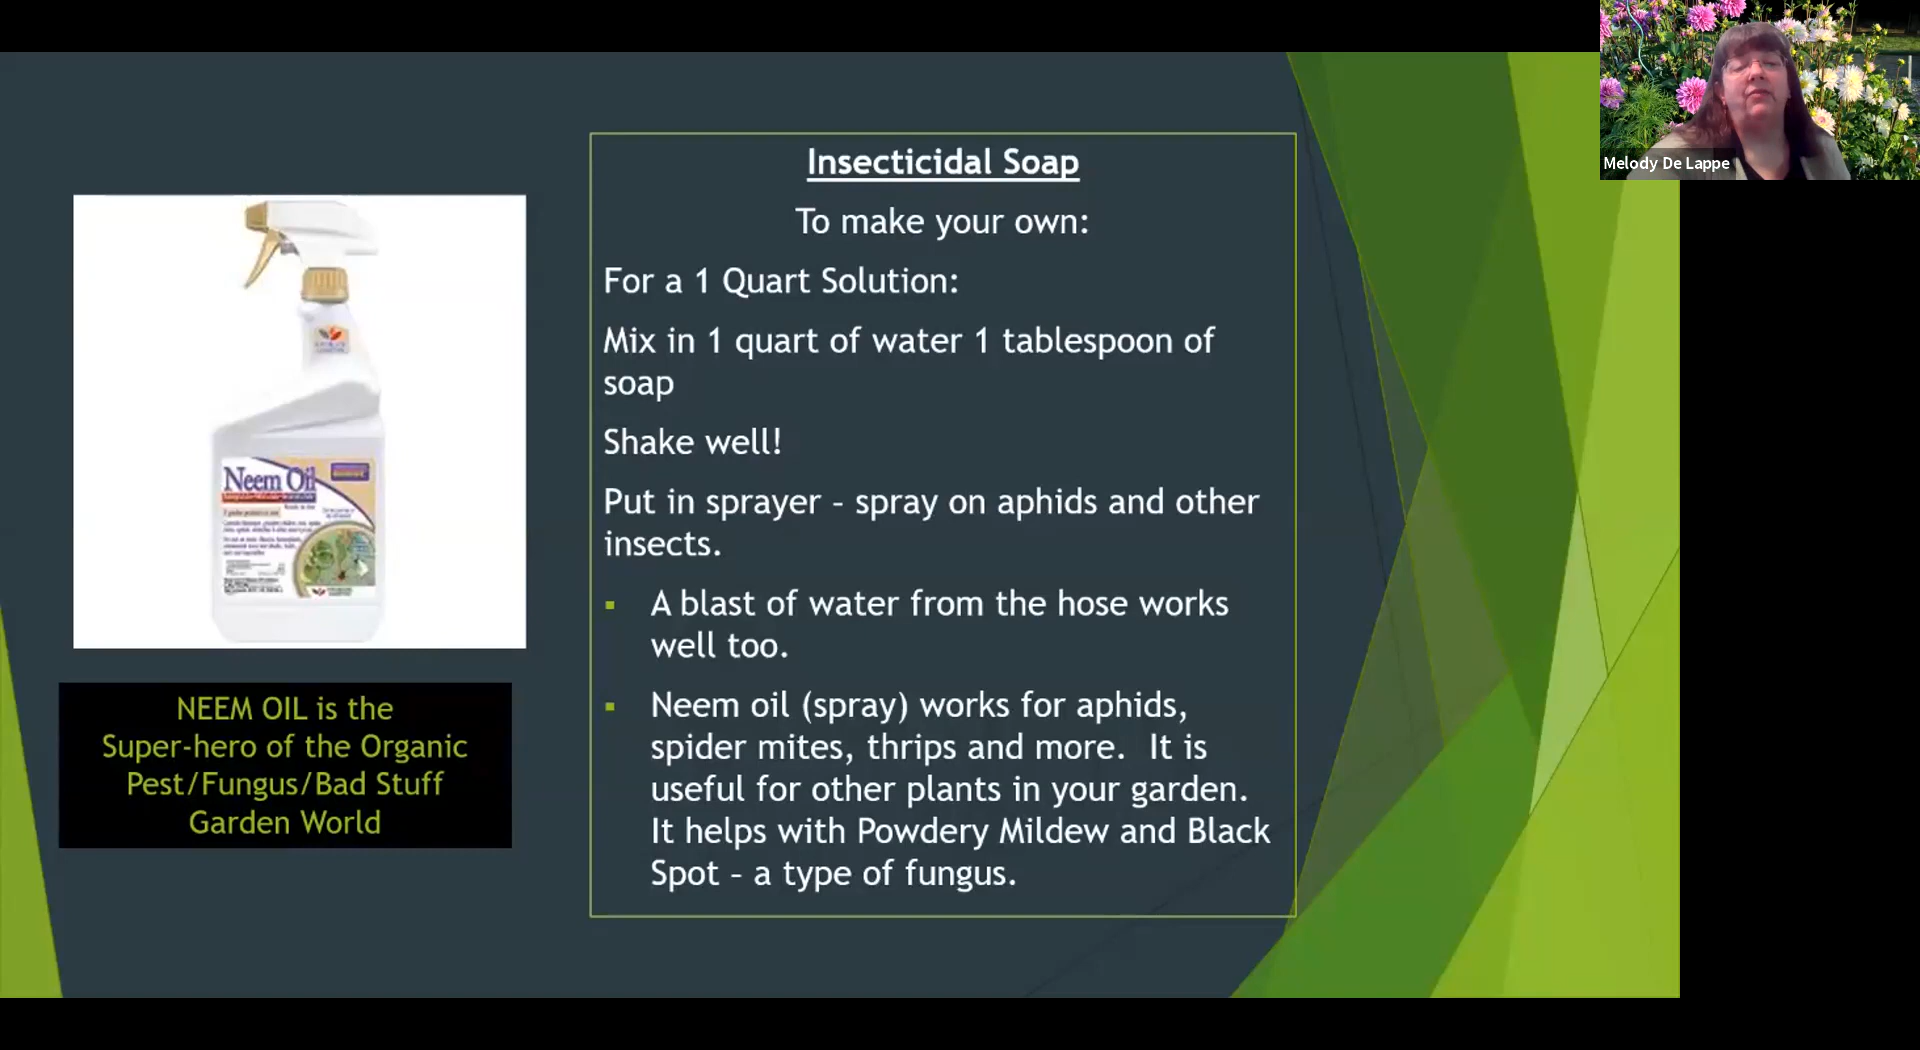 Melody De Lappe
Insecticidal Soap
To make your own:
For a 1 Quart Solution:
Mix in 1 quart of water 1 tablespoon of
soap
Shake well!
Put in sprayer – spray on aphids and other
insects.
A blast of water from the hose works
well too.
Neem oil (spray) works for aphids,
spider mites, thrips and more. It is
useful for other plants in your garden.
It helps with Powdery Mildew and Black
Spot – a type of fungus.
Neem Oil
NEEM OIL is the
Super-hero of the Organic
Pest/Fungus/Bad Stuff
Garden World